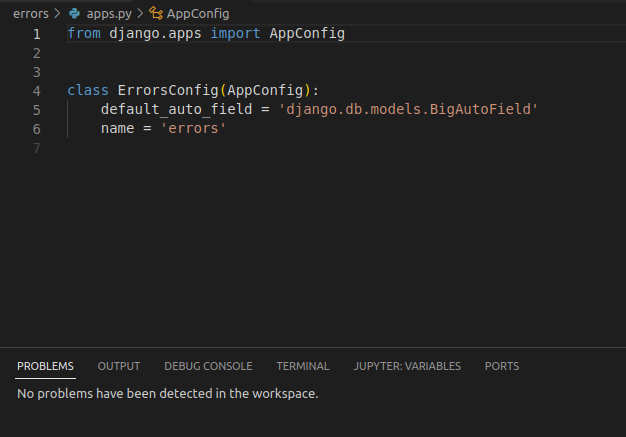 errors > apps.py > AppConfig
1 from django.apps import AppConfig
2
3
4 class ErrorsConfig(AppConfig):
5     default_auto_field = 'django.db.models.BigAutoField'
6     name = 'errors'
7
PROBLEMS OUTPUT DEBUG CONSOLE TERMINAL JUPYTER: VARIABLES PORTS
No problems have been detected in the workspace.